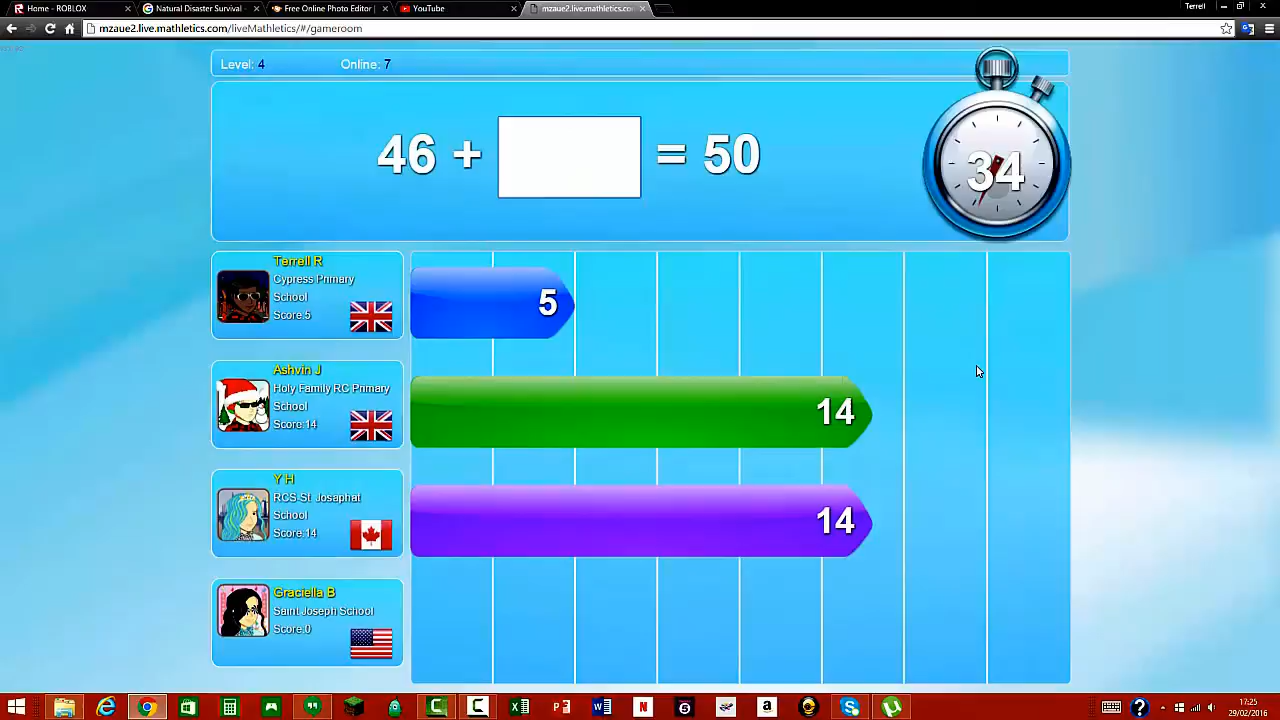 Home - ROBLOX
Natural Disaster Survival -
Free Online Photo Editor |
YouTube
mzaue2.live.mathletics.co
Terrell
mzaue2.live.mathletics.com/liveMathletics/#/gameroom
Level: 4
Online: 7
46 + = 50
34
Terrell R
Cypress Primary
School
Score:5
5
Ashvin J
Holy Family RC Primary
School
Score:14
14
Y H
RCS-St Josaphat
School
Score:14
14
Graciella B
Saint Joseph School
Score:0
17:25
29/02/2016